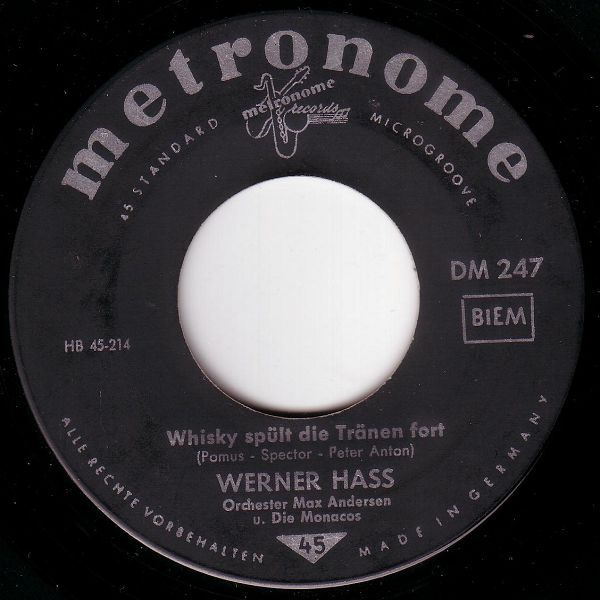 metronome
metronome
records
45 STANDARD
MICROGROOVE
DM 247
BIEM
HB 45-214
Whisky spült die Tränen fort
(Pomus - Spector - Peter Anton)
WERNER HASS
Orchester Max Andersen
u. Die Monacos
ALLE RECHTE VORBEHALTEN
45
MADE IN GERMANY